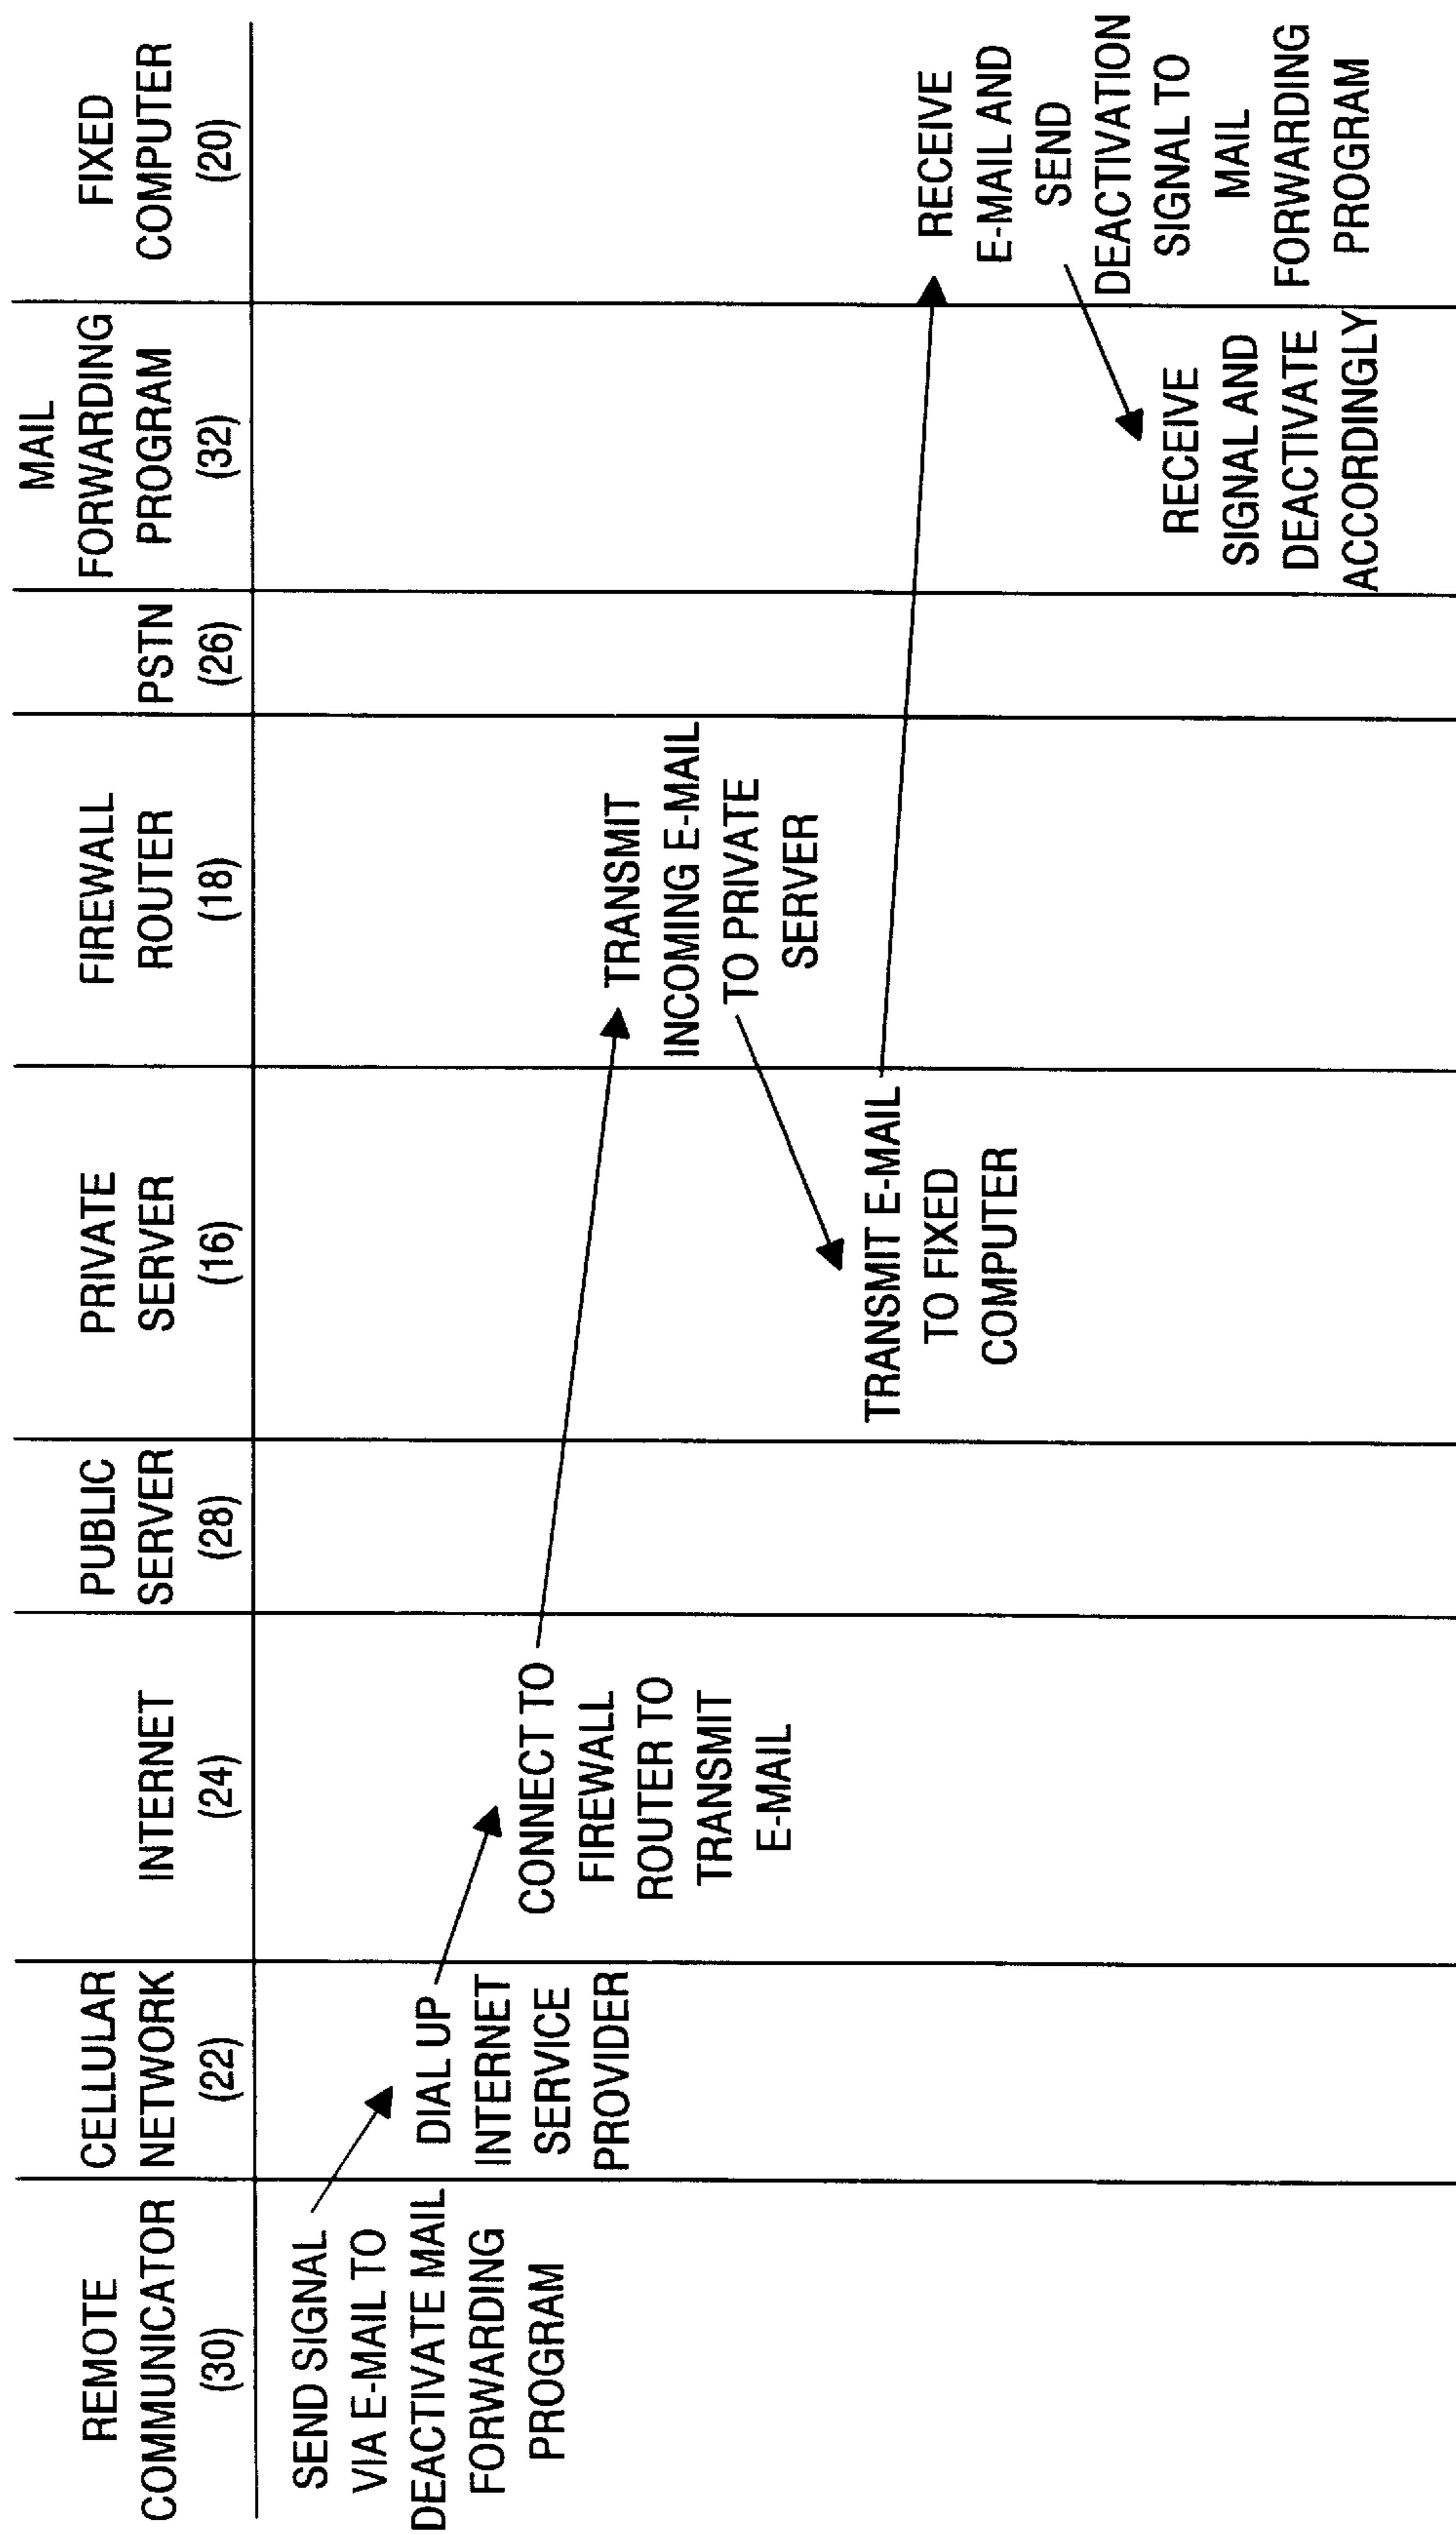 REMOTE
COMMUNICATOR
(30)
CELLULAR
NETWORK
(22)
INTERNET
(24)
PUBLIC
SERVER
(28)
PRIVATE
SERVER
(16)
FIREWALL
ROUTER
(18)
PSTN
(26)
MAIL
FORWARDING
PROGRAM
(32)
FIXED
COMPUTER
(20)
SEND SIGNAL
VIA E-MAIL TO
DEACTIVATE MAIL
FORWARDING
PROGRAM
DIAL UP
INTERNET
SERVICE
PROVIDER
CONNECT TO
FIREWALL
ROUTER TO
TRANSMIT
E-MAIL
TRANSMIT
INCOMING E-MAIL
TO PRIVATE
SERVER
TRANSMIT E-MAIL
TO FIXED
COMPUTER
RECEIVE
E-MAIL AND
SEND
DEACTIVATION
SIGNAL TO
MAIL
FORWARDING
PROGRAM
RECEIVE
SIGNAL AND
DEACTIVATE
ACCORDINGLY